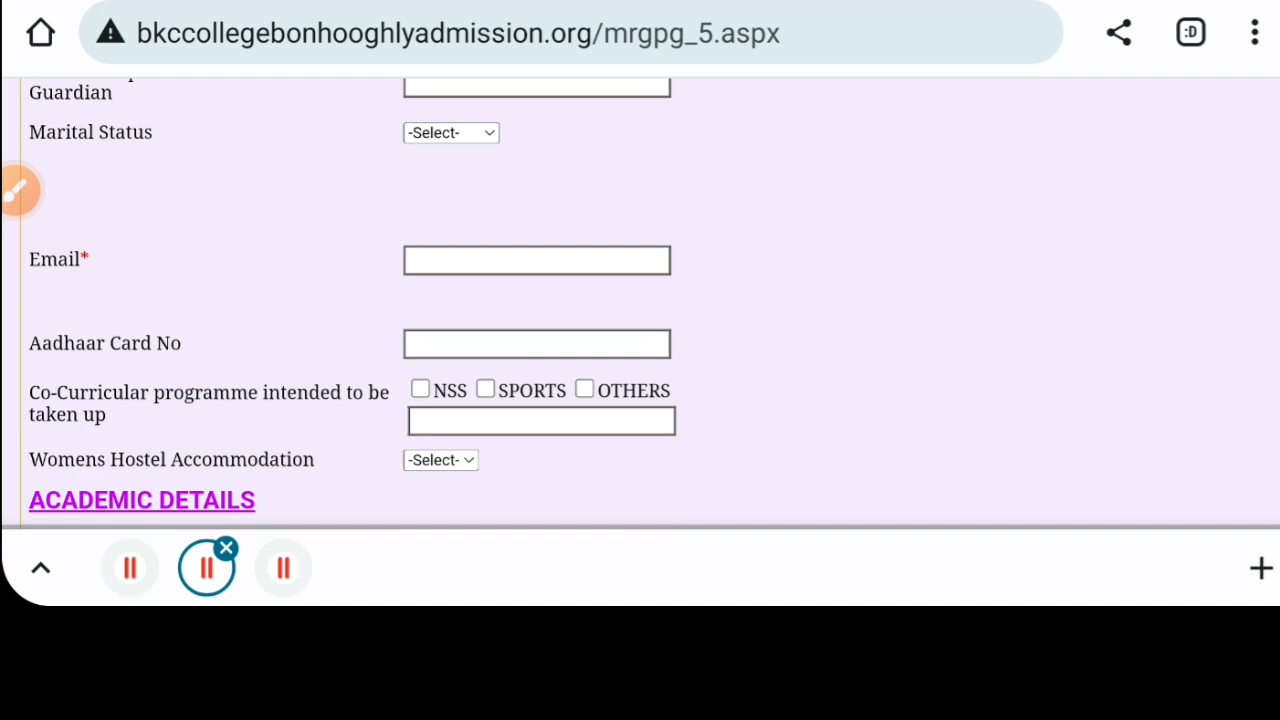 bkccollegebonhooghlyadmission.org/mrgpg_5.aspx
:D
Guardian
Marital Status
-Select-
Email*
Aadhaar Card No
Co-Curricular programme intended to be taken up
NSS SPORTS OTHERS
Womens Hostel Accommodation
-Select-
ACADEMIC DETAILS